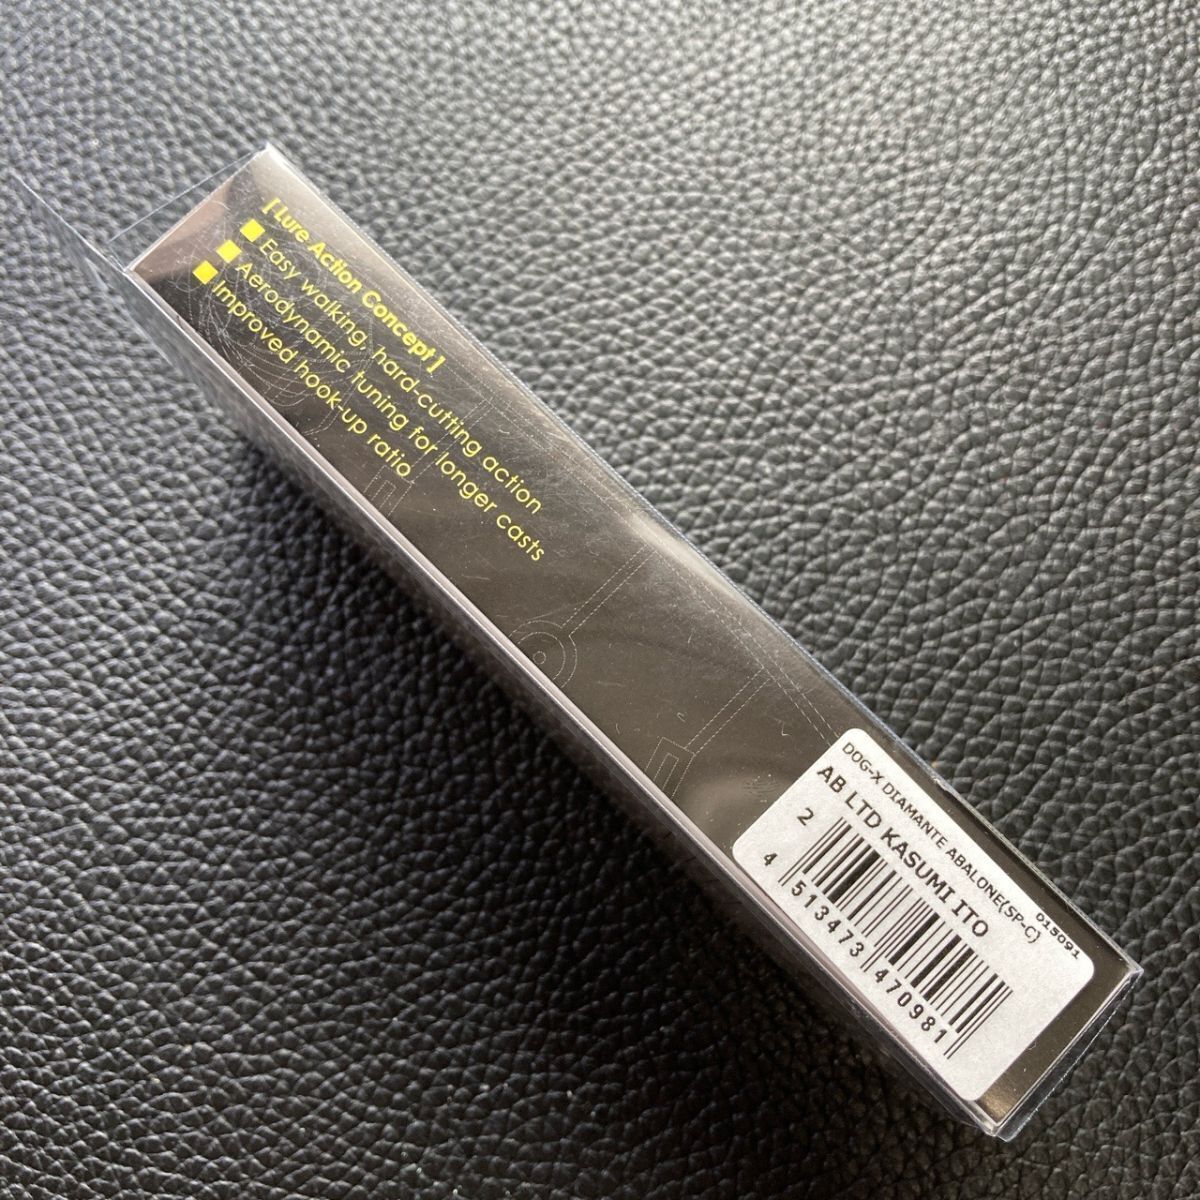 [ Lure Action Concept ]
Easy walking, hard-cutting action
Aerodynamic tuning for longer casts
Improved hook-up ratio
DOG-X DIAMANTE ABALONE(SP-C)
015091
AB LTD KASUMI ITO
2
4 513473 470981